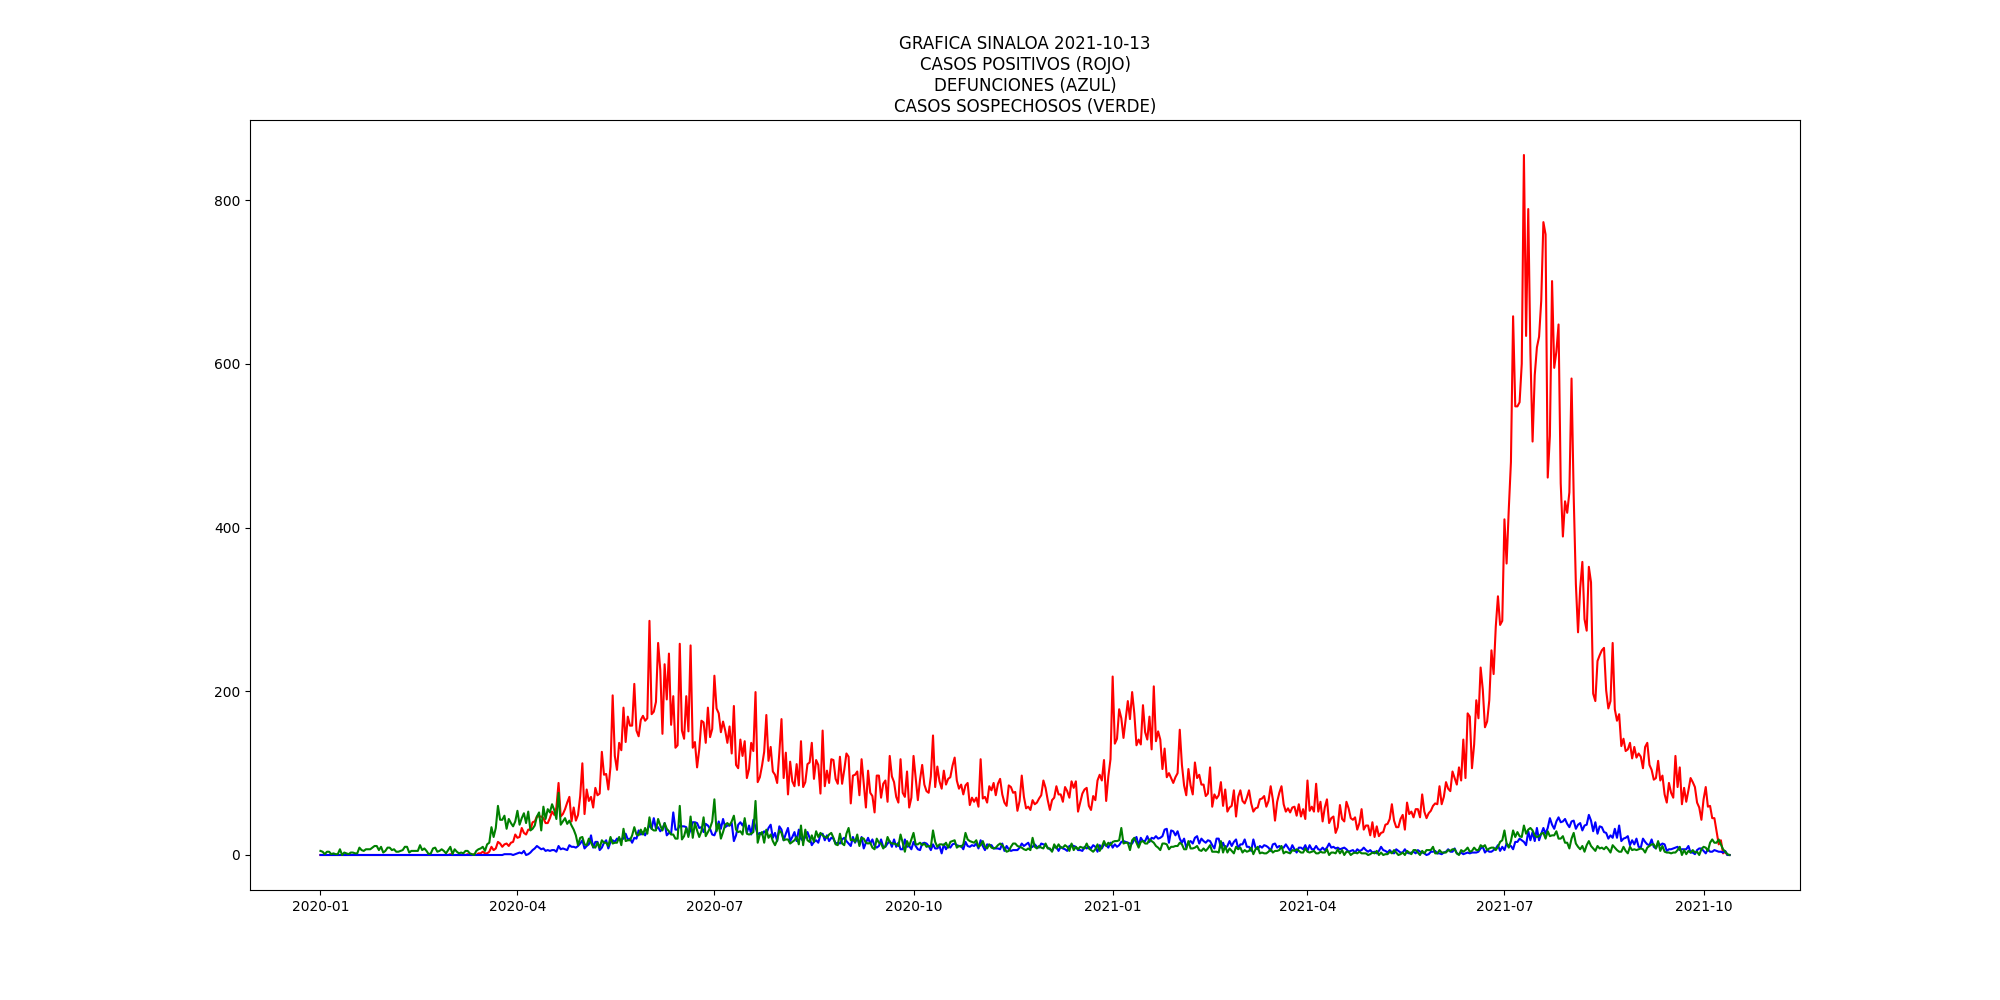 GRAFICA SINALOA 2021-10-13
CASOS POSITIVOS (ROJO)
DEFUNCIONES (AZUL)
CASOS SOSPECHOSOS (VERDE)
800
600
400
200
0
2020-01 2020-04 2020-07 2020-10 2021-01 2021-04 2021-07 2021-10